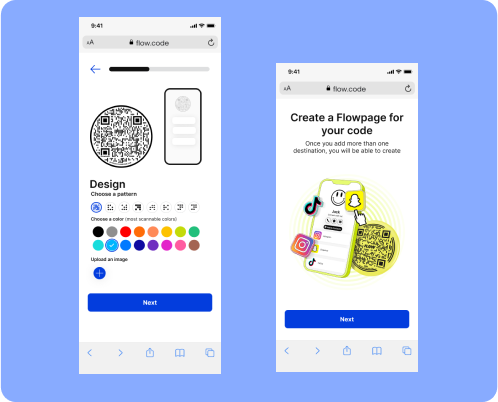 9:41
AA flow.code
Design
Choose a pattern
Choose a color (most scannable colors)
Upload an image
Next
9:41
AA flow.code
Create a Flowpage for
your code
Once you add more than one
destination, you will be able to create
Jack
Next